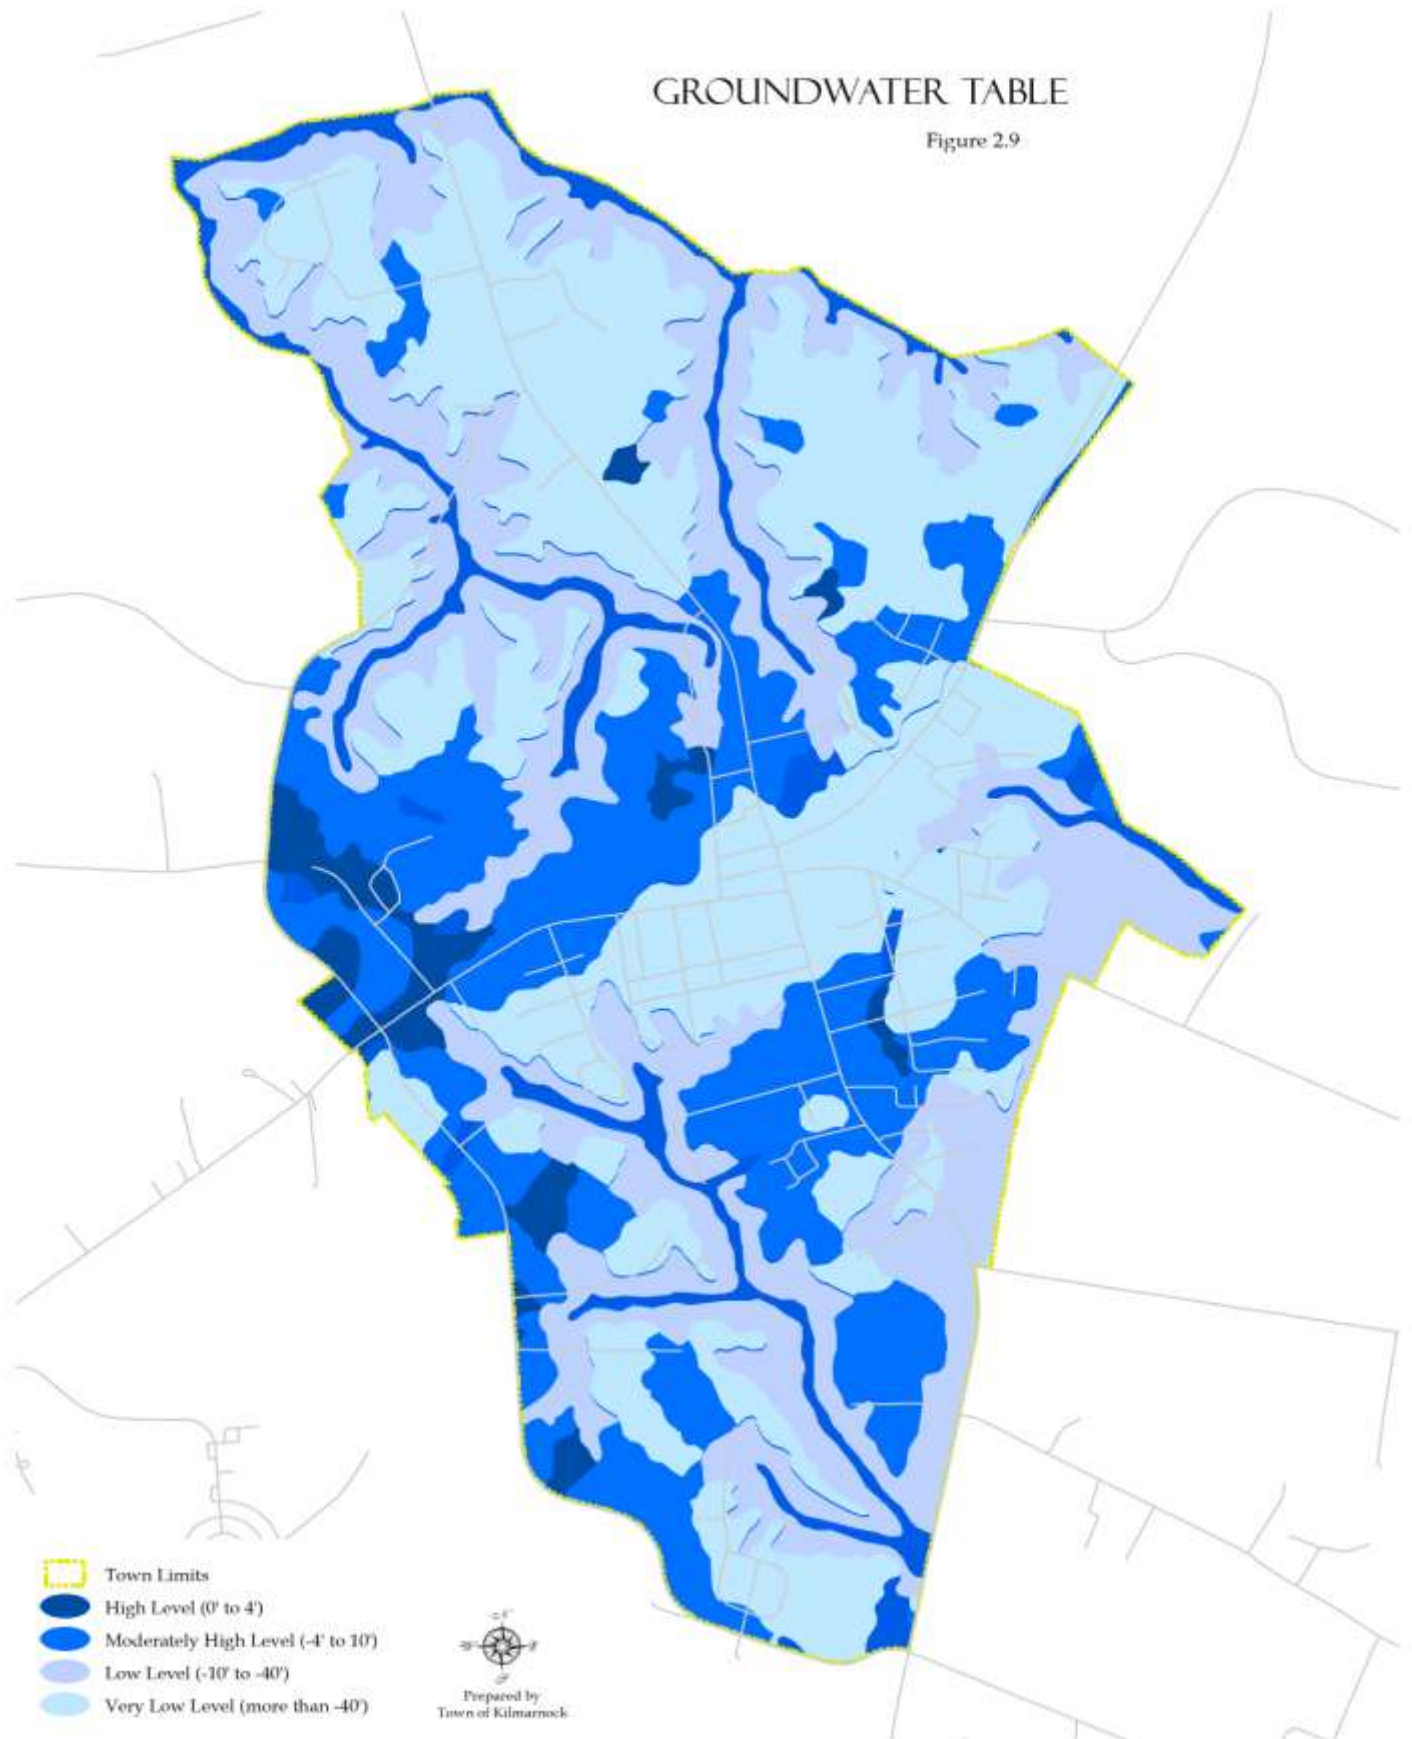 GROUNDWATER TABLE
Figure 2.9
Town Limits
High Level (0' to 4')
Moderately High Level (-4' to 10')
Low Level (-10' to -40')
Very Low Level (more than -40')
Prepared by
Town of Kilmarnock